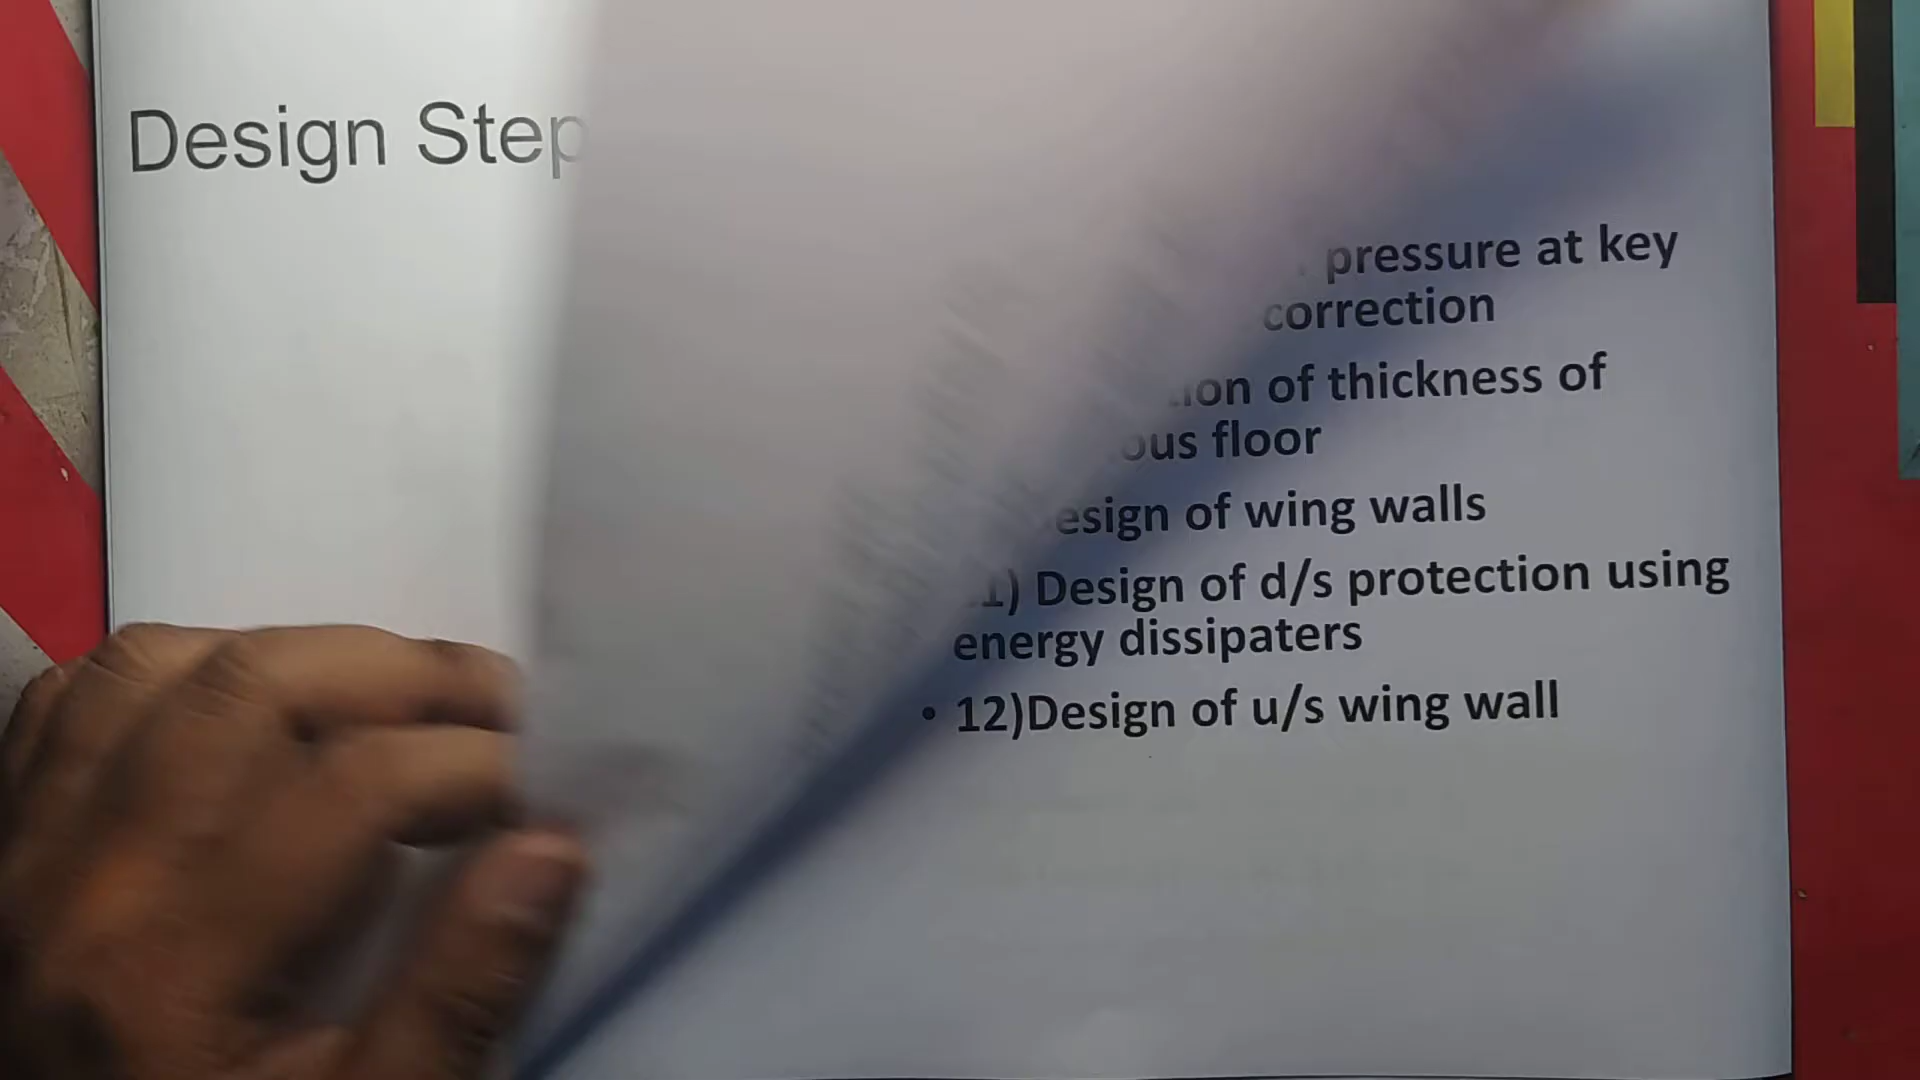 Design Step
pressure at key
correction
of thickness of
floor
of wing walls
Design of d/s protection using
energy dissipaters
• 12)Design of u/s wing wall